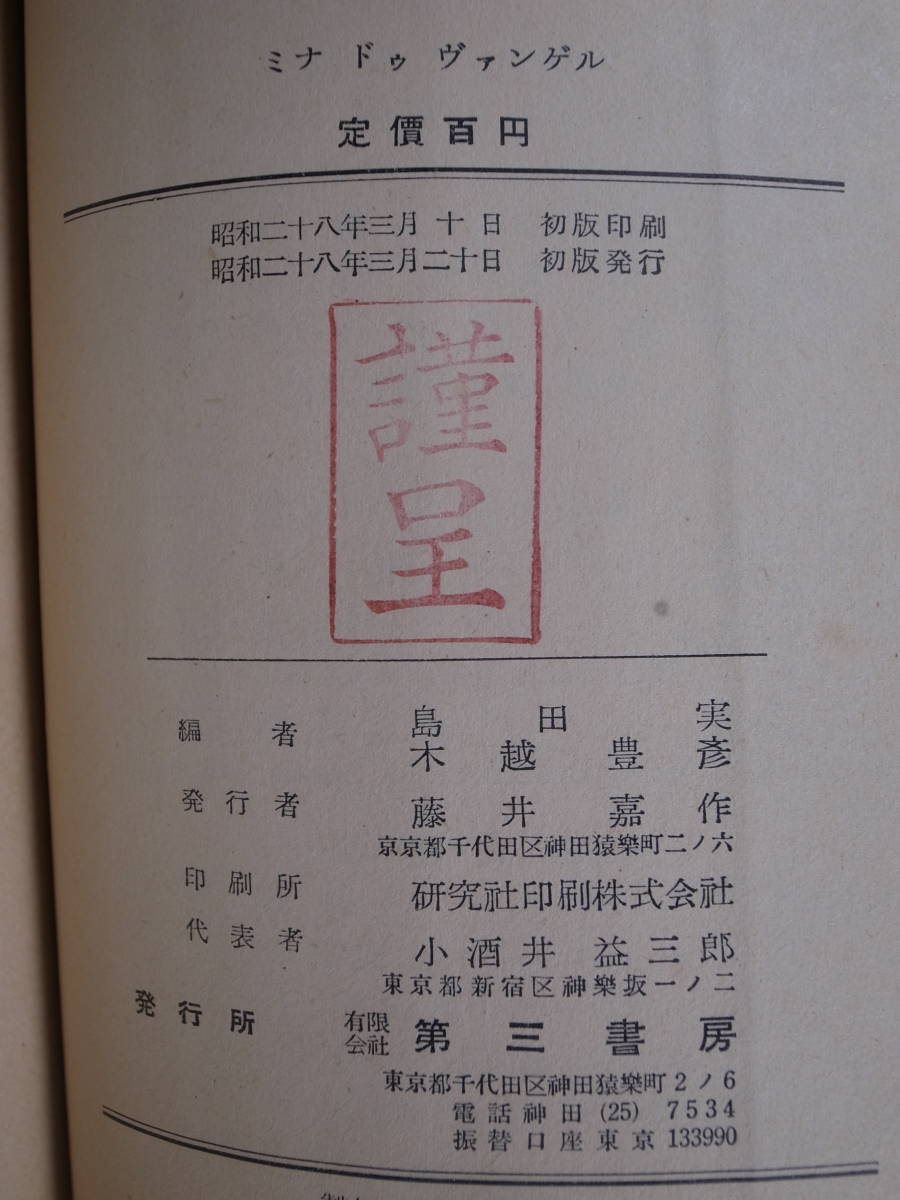 ミナ ドゥ ヴァンゲル
定價百円
昭和二十八年三月 十 日 初版印刷
昭和二十八年三月二十日 初版発行
謹呈
編者 島田 実
木越豊彦
発行者 藤井嘉作
京京都千代田区神田猿樂町二ノ六
印刷所 研究社印刷株式会社
代表者 小酒井 益三郎
東京都新宿区神樂坂一ノ二
発行所 有限会社 第三書房
東京都千代田区神田猿樂町2ノ6
電話神田 (25) 7534
振替口座東京 133990